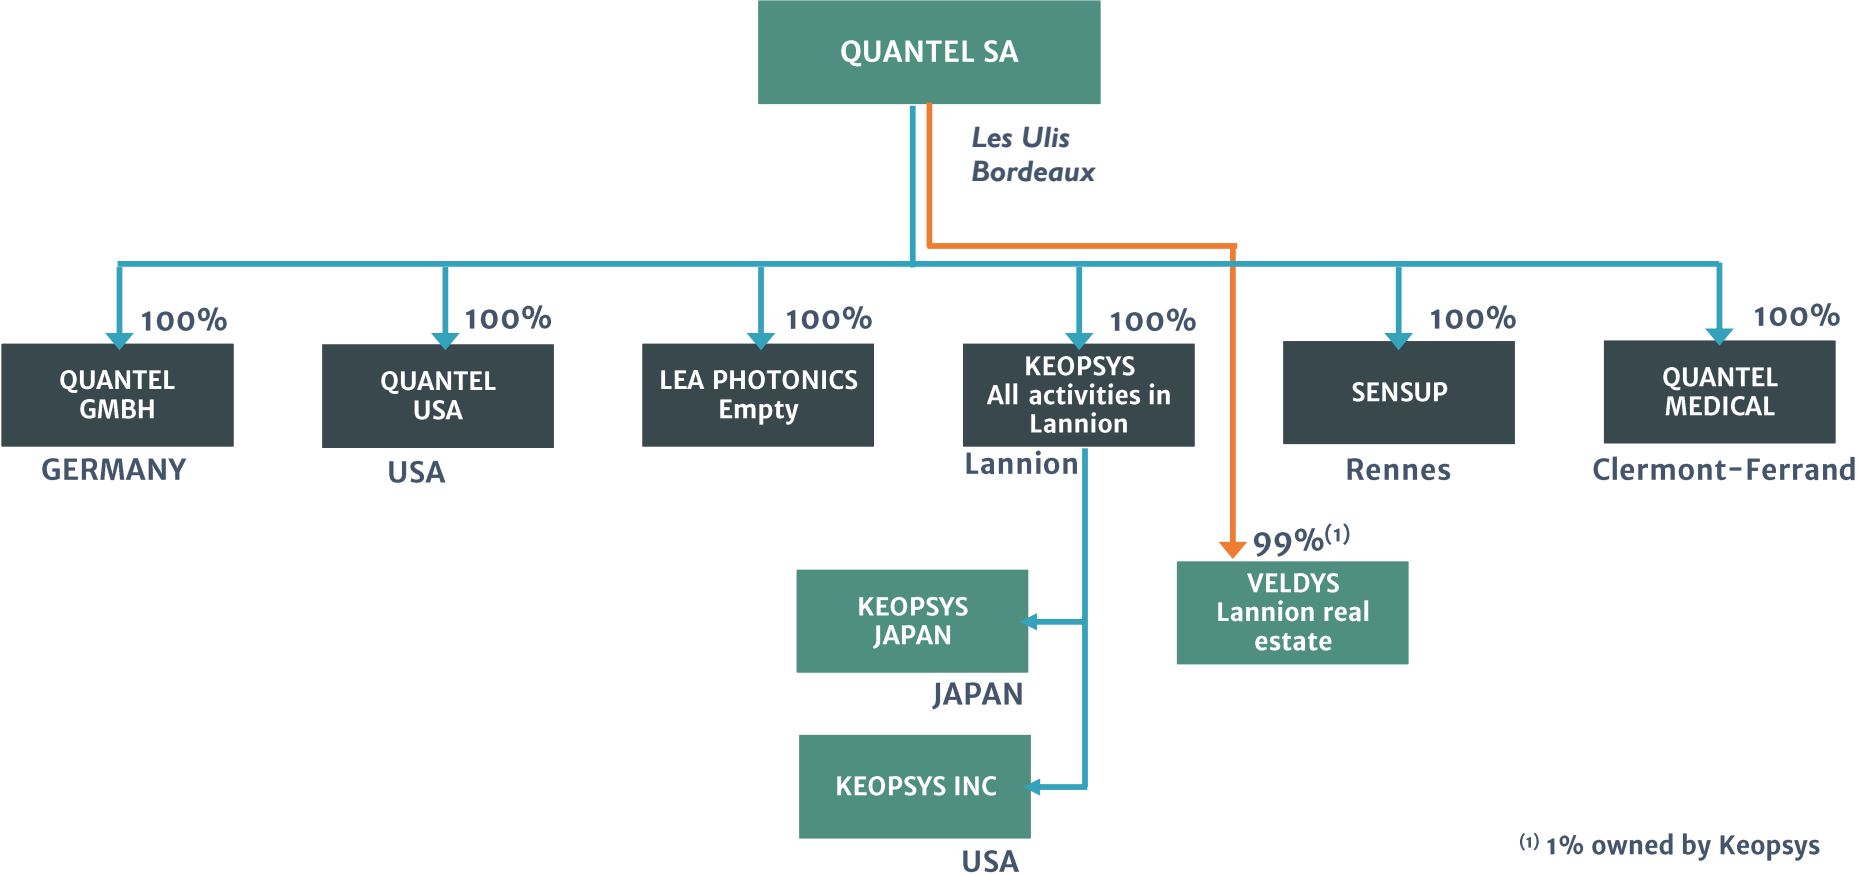 QUANTEL SA
Les Ulis
Bordeaux
100%
100%
100%
100%
100%
100%
QUANTEL
GMBH
QUANTEL
USA
LEA PHOTONICS
Empty
KEOPSYS
All activities in
Lannion
SENSUP
QUANTEL
MEDICAL
GERMANY
USA
Lannion
Rennes
Clermont-Ferrand
99%(1)
VELDYS
Lannion real
estate
KEOPSYS
JAPAN
JAPAN
KEOPSYS INC
USA
(1) 1% owned by Keopsys